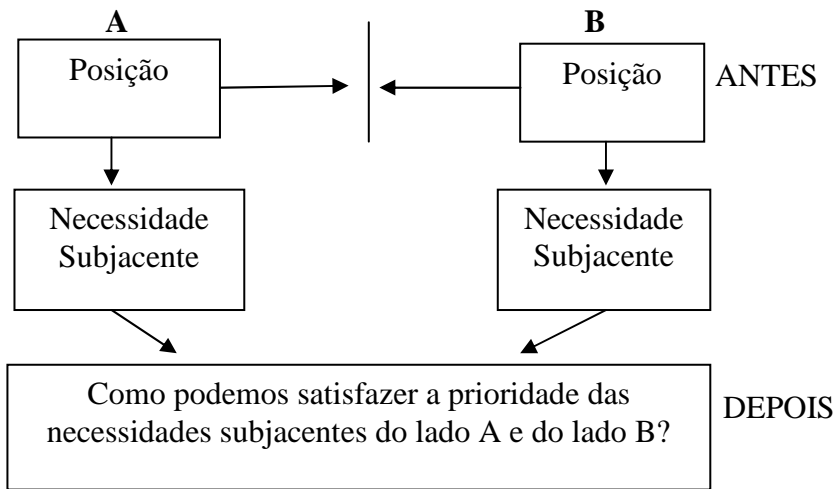 A
B
Posição
Posição
ANTES
Necessidade
Subjacente
Necessidade
Subjacente
Como podemos satisfazer a prioridade das
necessidades subjacentes do lado A e do lado B?
DEPOIS